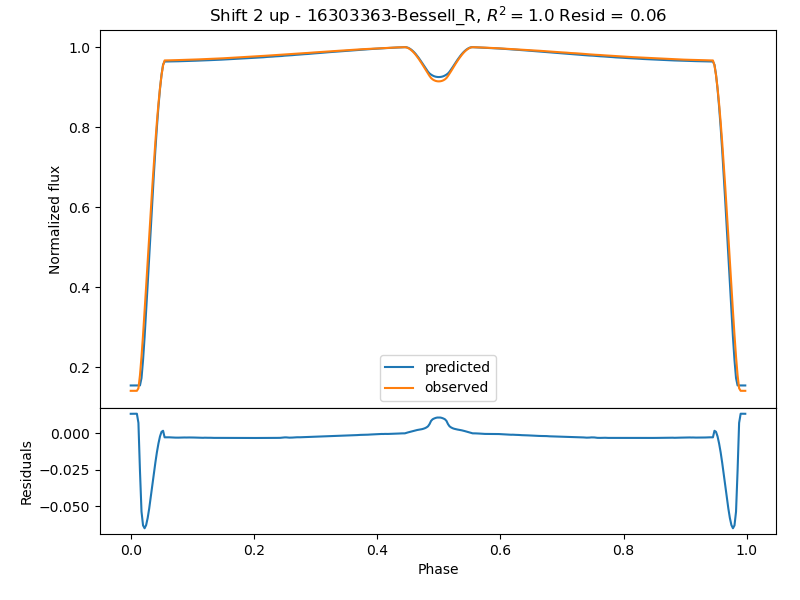 Shift 2 up - 16303363-Bessell_R, R² = 1.0 Resid = 0.06
1.0
0.8
0.6
0.4
0.2
Normalized flux
predicted
observed
0.000
−0.025
−0.050
Residuals
0.0 0.2 0.4 0.6 0.8 1.0
Phase